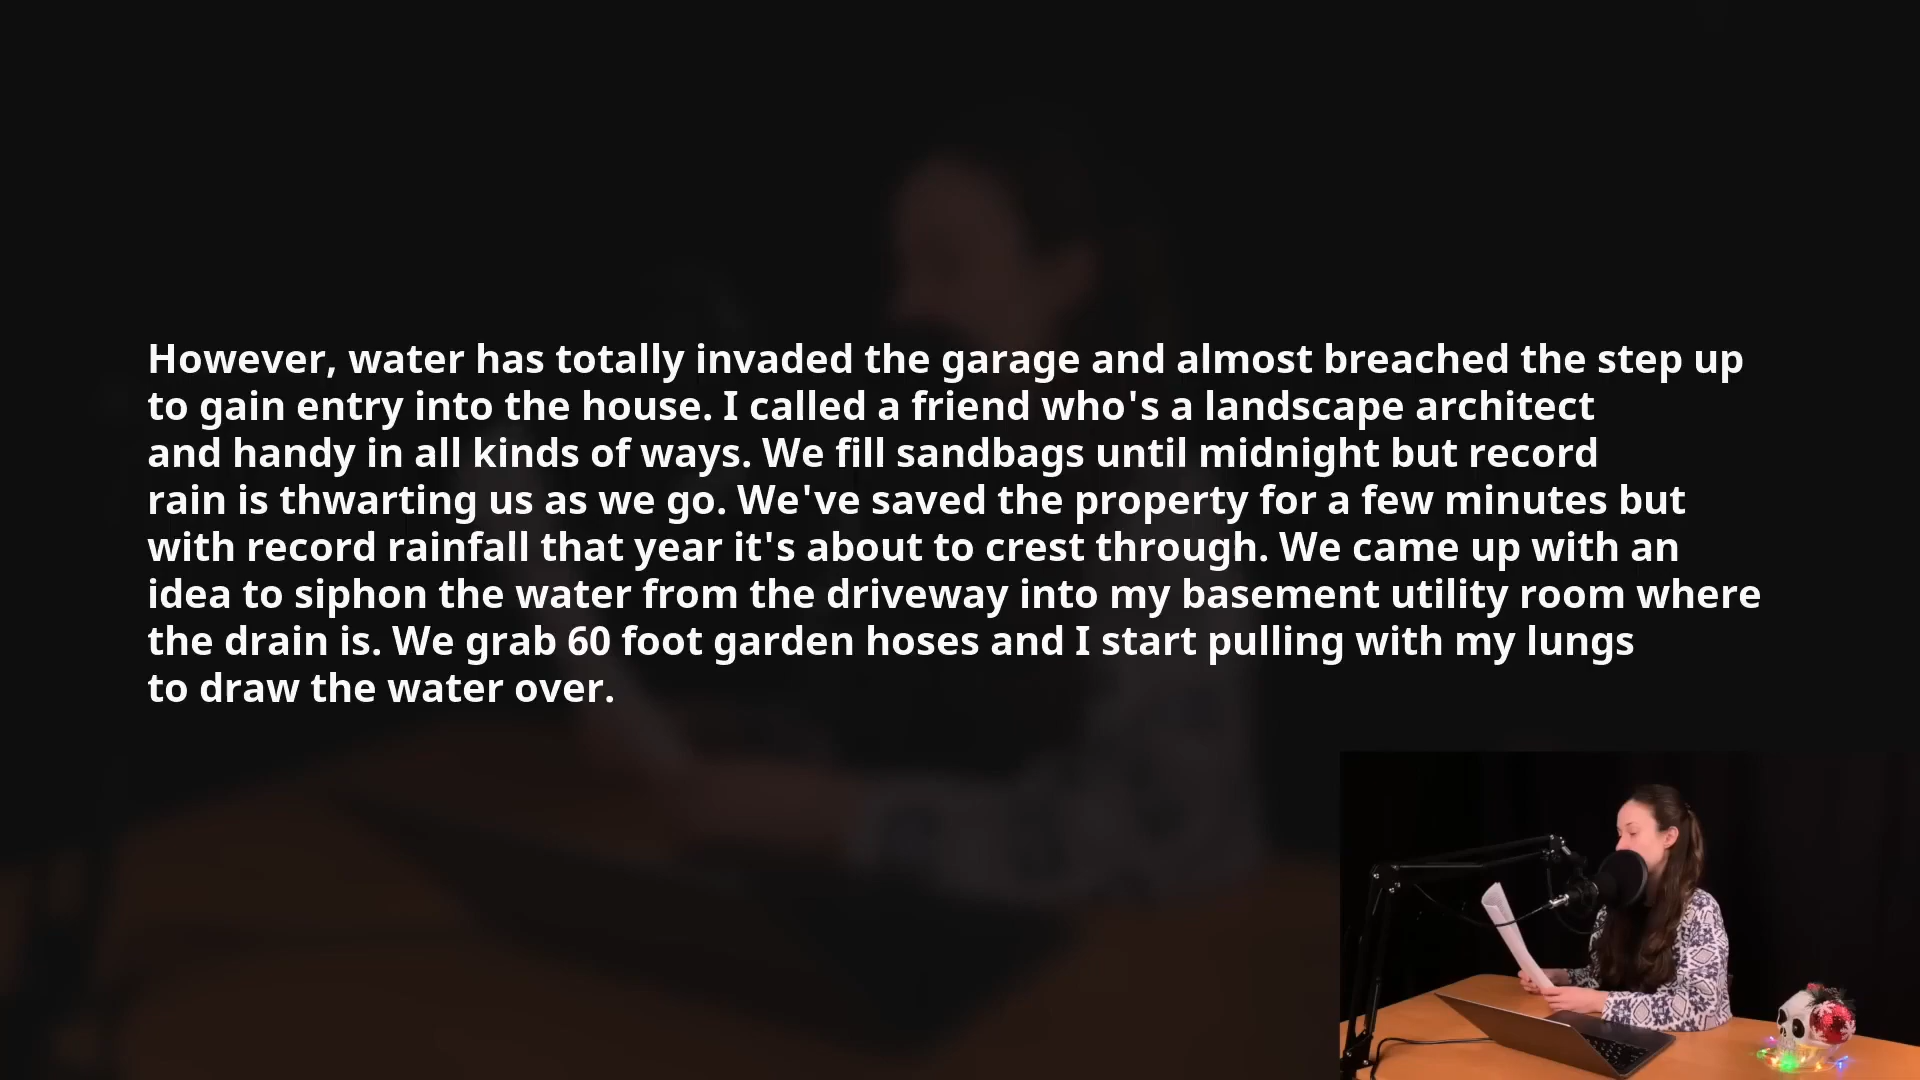 However, water has totally invaded the garage and almost breached the step up
to gain entry into the house. I called a friend who's a landscape architect
and handy in all kinds of ways. We fill sandbags until midnight but record
rain is thwarting us as we go. We've saved the property for a few minutes but
with record rainfall that year it's about to crest through. We came up with an
idea to siphon the water from the driveway into my basement utility room where
the drain is. We grab 60 foot garden hoses and I start pulling with my lungs
to draw the water over.